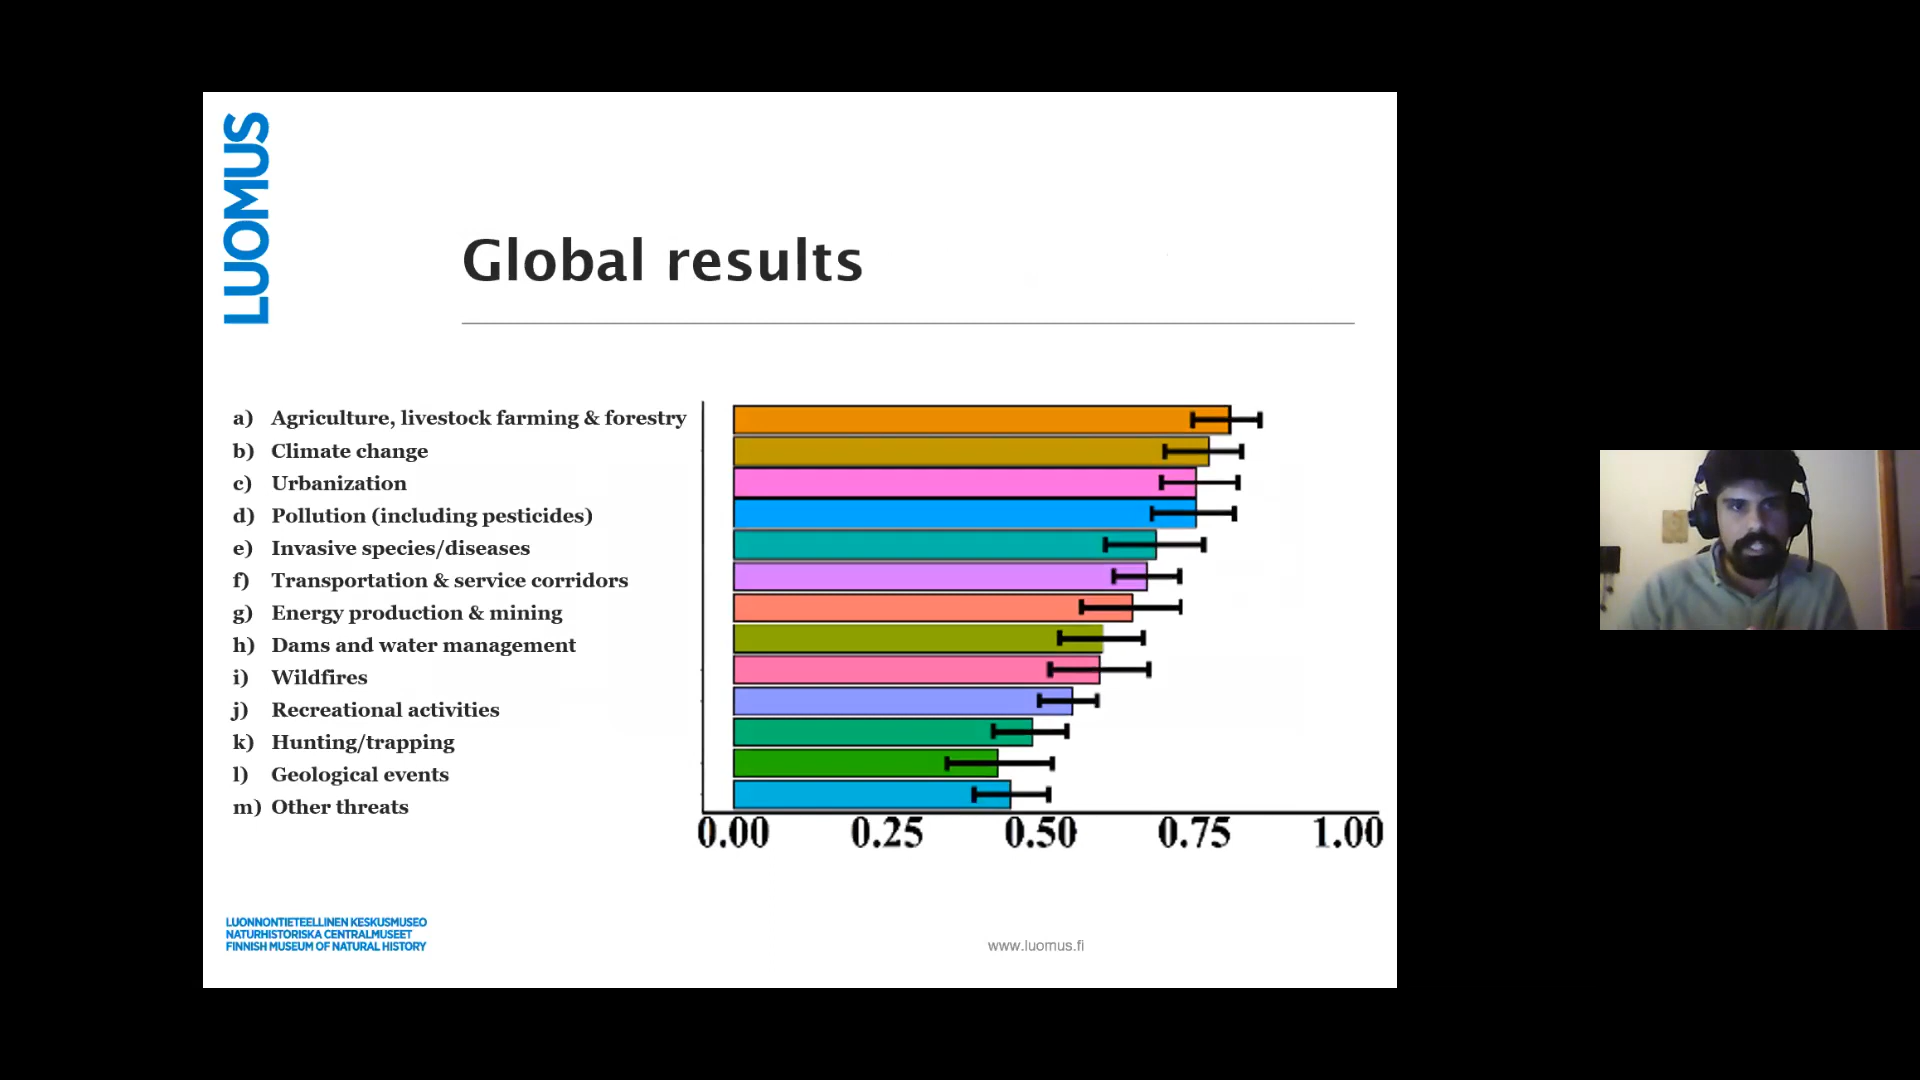 LUOMUS
Global results
a) Agriculture, livestock farming & forestry
b) Climate change
c) Urbanization
d) Pollution (including pesticides)
e) Invasive species/diseases
f) Transportation & service corridors
g) Energy production & mining
h) Dams and water management
i) Wildfires
j) Recreational activities
k) Hunting/trapping
l) Geological events
m) Other threats
0.00 0.25 0.50 0.75 1.00
LUONNONTIETEELLINEN KESKUSMUSEO
NATURHISTORISKA CENTRALMUSEET
FINNISH MUSEUM OF NATURAL HISTORY
www.luomus.fi